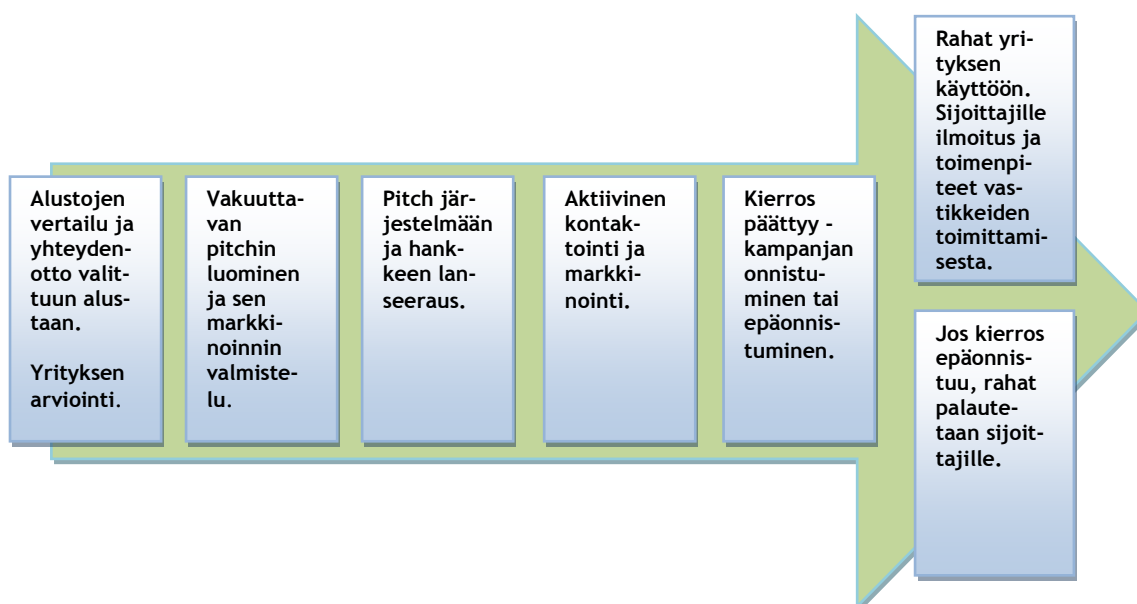 Alustojen
vertailu ja
yhteyden-
otto valit-
tuun alus-
taan.
Yrityksen
arviointi.
Vakuutta-
van
pitchin
luominen
ja sen
markki-
noinnin
valmiste-
lu.
Pitch jär-
jestelmään
ja hank-
keen lan-
seeraus.
Aktiivinen
kontak-
tointi ja
markki-
nointi.
Kierros
päättyy -
kampanjan
onnistu-
minen tai
epäonnis-
tuminen.
Rahat yri-
tyksen
käyttöön.
Sijoittajille
ilmoitus ja
toimenpi-
teet vas-
tikkeiden
toimittami-
sesta.
Jos kierros
epäonnis-
tuu, rahat
palaute-
taan sijoit-
tajille.